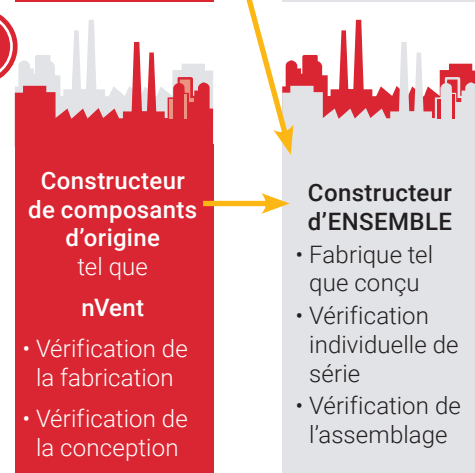 Constructeur
de composants
d'origine
tel que
nVent
• Vérification de
la fabrication
• Vérification de
la conception
Constructeur
d'ENSEMBLE
• Fabrique tel
que conçu
• Vérification
individuelle de
série
• Vérification de
l'assemblage